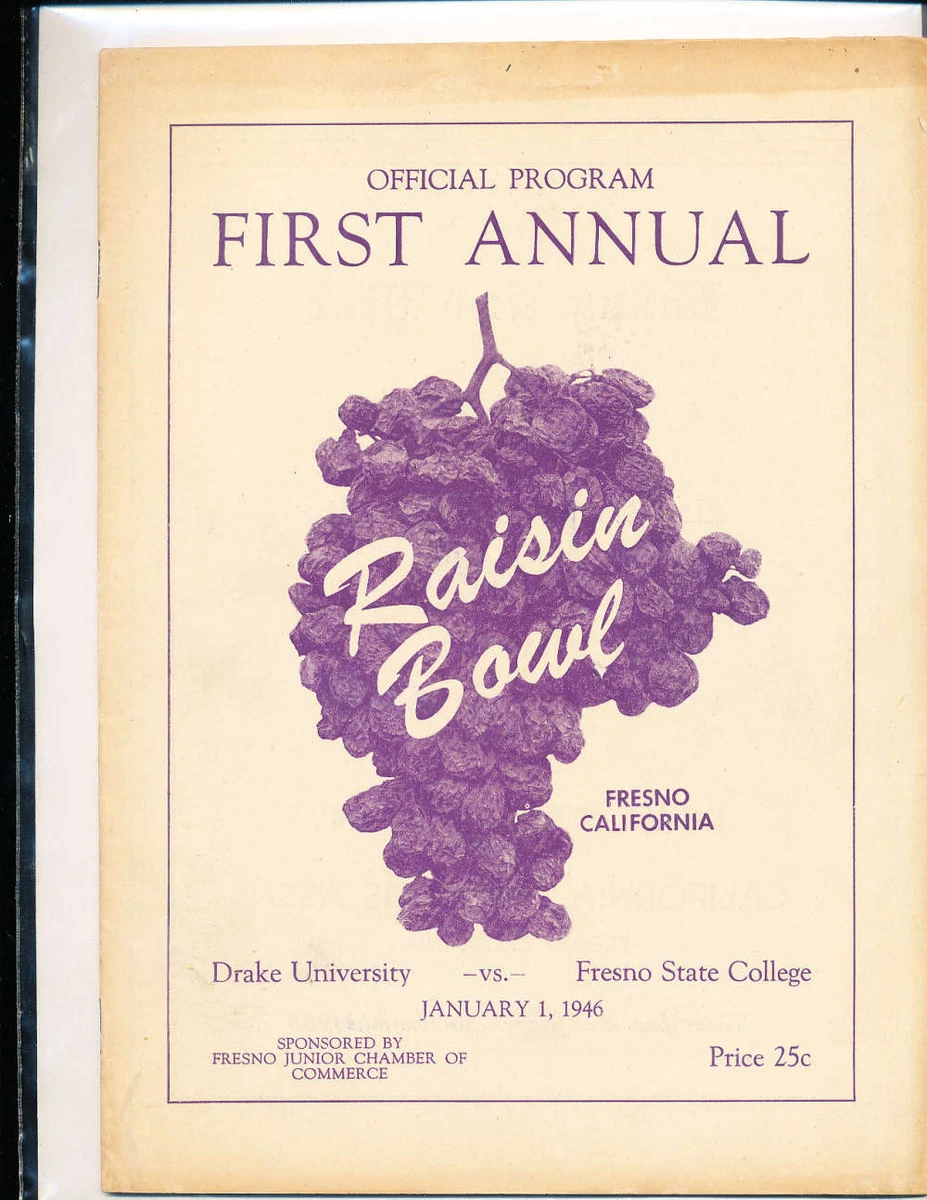 OFFICIAL PROGRAM
FIRST ANNUAL
Raisin
Bowl
FRESNO
CALIFORNIA
Drake University –vs.– Fresno State College
JANUARY 1, 1946
SPONSORED BY
FRESNO JUNIOR CHAMBER OF
COMMERCE
Price 25c